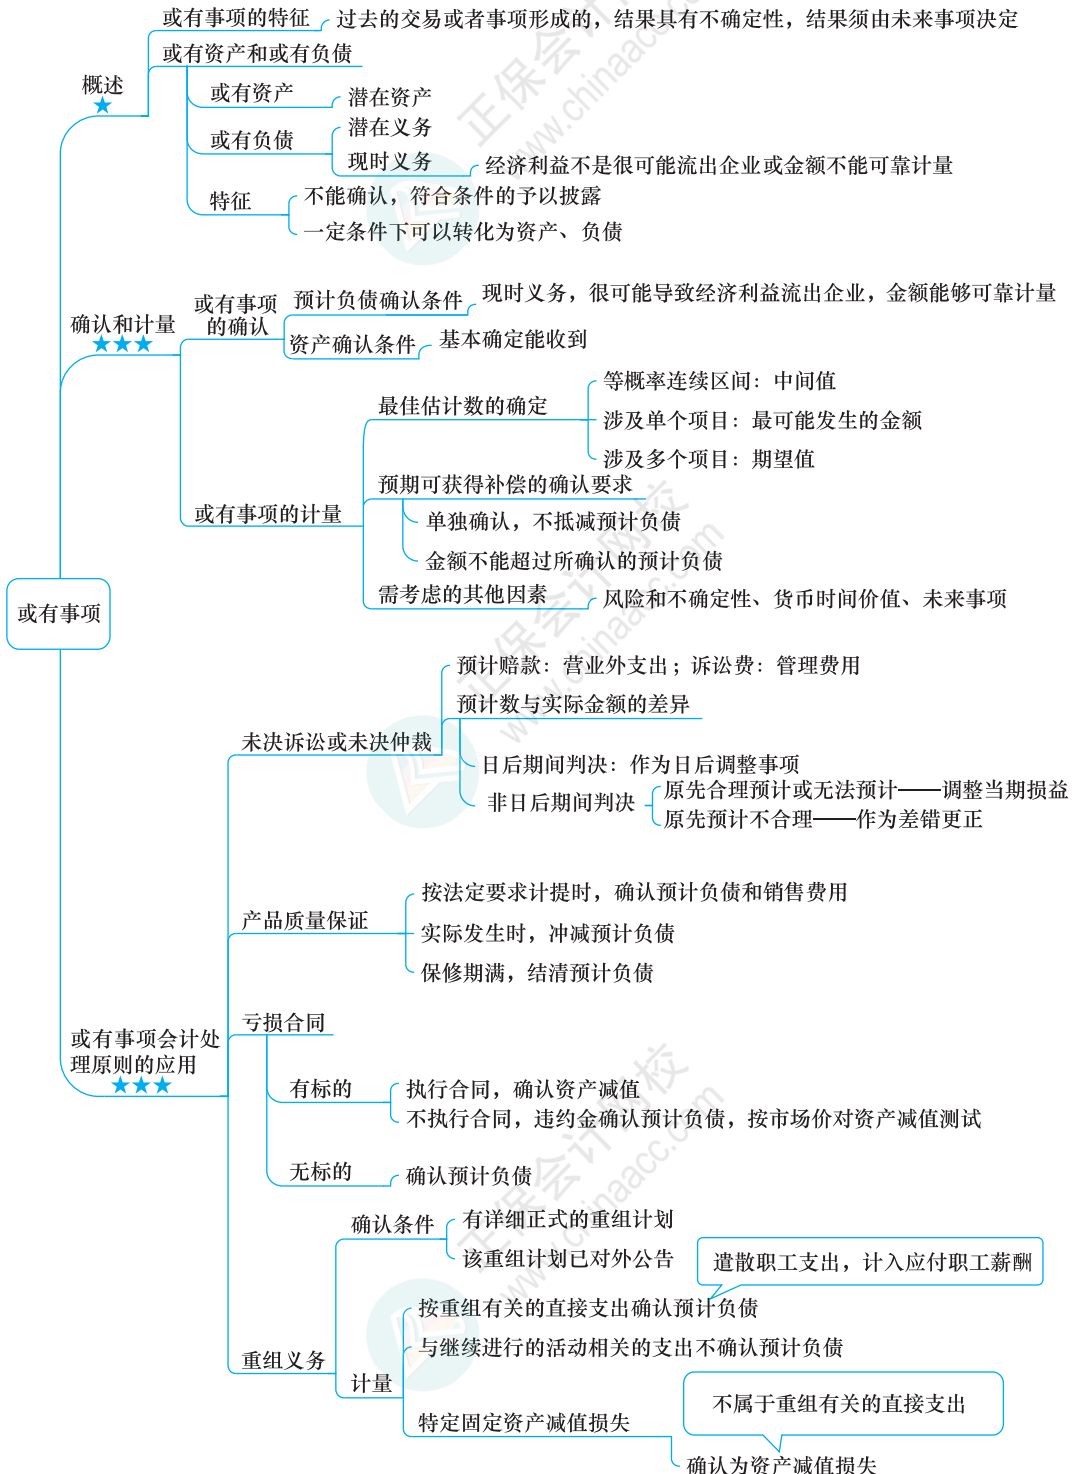 或有事项的特征
过去的交易或者事项形成的，结果具有不确定性，结果须由未来事项决定
或有资产和或有负债
概述
★
或有资产
潜在资产
或有负债
潜在义务
现时义务
经济利益不是很可能流出企业或金额不能可靠计量
特征
不能确认，符合条件的予以披露
一定条件下可以转化为资产、负债
确认和计量
★★★
或有事项
的确认
预计负债确认条件
现时义务，很可能导致经济利益流出企业，金额能够可靠计量
资产确认条件
基本确定能收到
最佳估计数的确定
等概率连续区间：中间值
涉及单个项目：最可能发生的金额
涉及多个项目：期望值
或有事项的计量
预期可获得补偿的确认要求
单独确认，不抵减预计负债
金额不能超过所确认的预计负债
需考虑的其他因素
风险和不确定性、货币时间价值、未来事项
或有事项
未决诉讼或未决仲裁
预计赔款：营业外支出；诉讼费：管理费用
预计数与实际金额的差异
日后期间判决：作为日后调整事项
非日后期间判决
原先合理预计或无法预计——调整当期损益
原先预计不合理——作为差错更正
产品质量保证
按法定要求计提时，确认预计负债和销售费用
实际发生时，冲减预计负债
保修期满，结清预计负债
或有事项会计处
理原则的应用
★★★
亏损合同
有标的
执行合同，确认资产减值
不执行合同，违约金确认预计负债，按市场价对资产减值测试
无标的
确认预计负债
重组义务
确认条件
有详细正式的重组计划
该重组计划已对外公告
计量
遣散职工支出，计入应付职工薪酬
按重组有关的直接支出确认预计负债
与继续进行的活动相关的支出不确认预计负债
特定固定资产减值损失
不属于重组有关的直接支出
确认为资产减值损失
正保会计网校
www.chinaacc.com
正保会计网校
www.chinaacc.com
正保会计网校
www.chinaacc.com